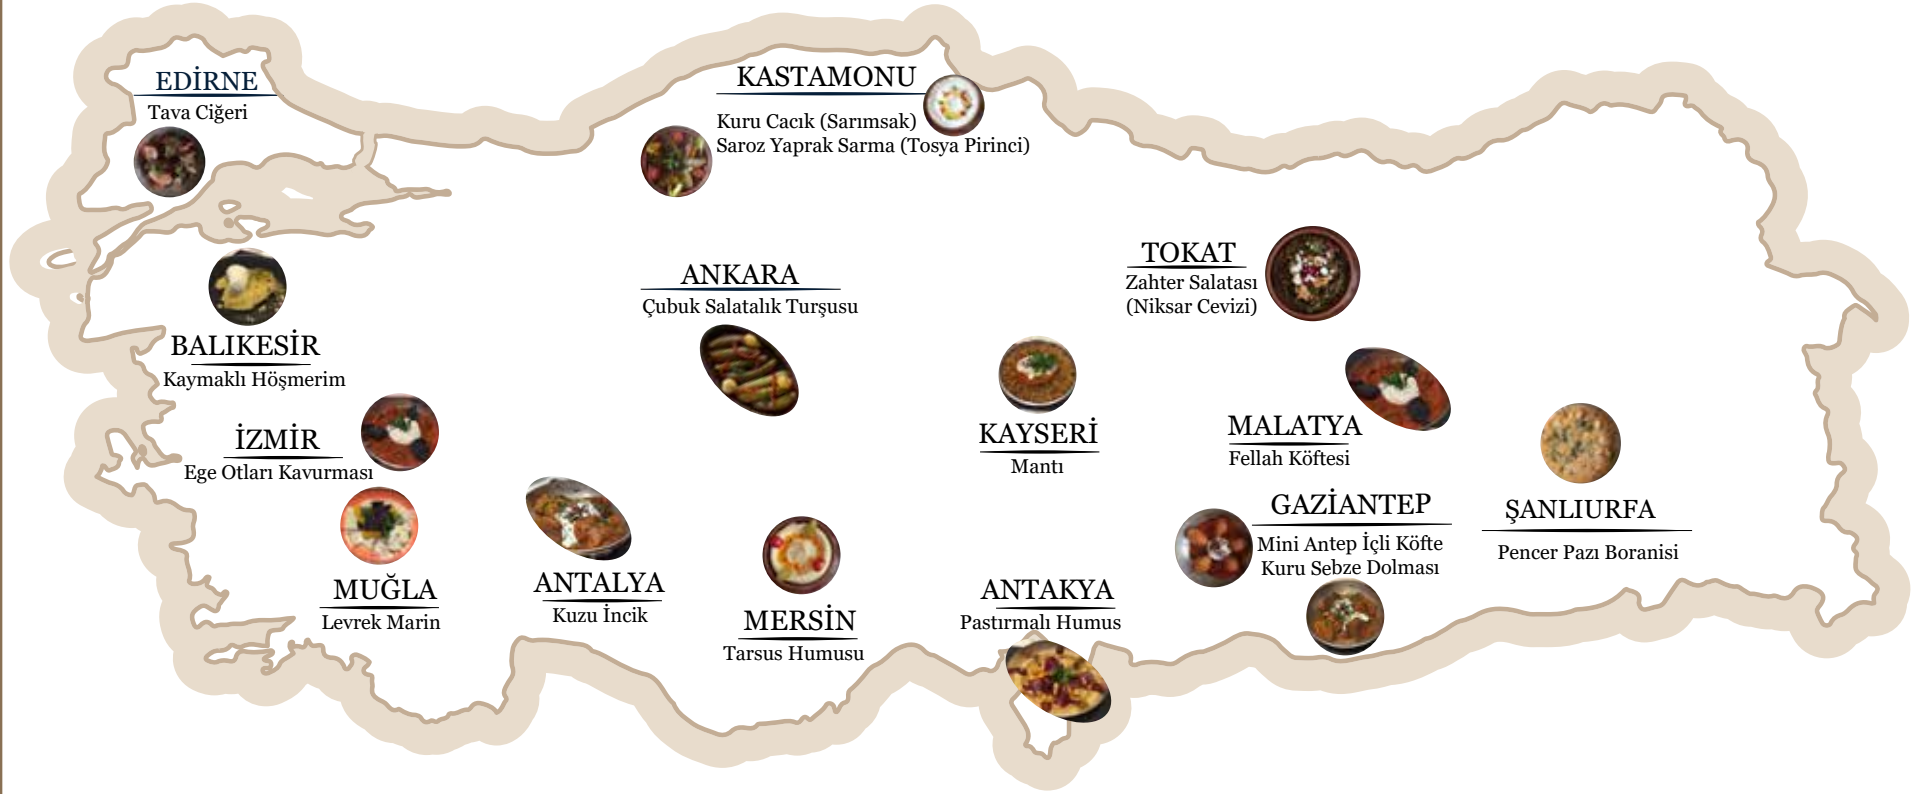 EDİRNE
Tava Ciğeri
KASTAMONU
Kuru Cacık (Sarımsak)
Saroz Yaprak Sarma (Tosya Pirinci)
TOKAT
Zahter Salatası
(Niksar Cevizi)
ANKARA
Çubuk Salatalık Turşusu
BALIKESİR
Kaymaklı Höşmerim
İZMİR
Ege Otları Kavurması
KAYSERİ
Mantı
MALATYA
Fellah Köftesi
GAZİANTEP
Mini Antep İçli Köfte
Kuru Sebze Dolması
ŞANLIURFA
Pencer Pazı Boranisi
MUĞLA
Levrek Marin
ANTALYA
Kuzu İncik
MERSİN
Tarsus Humusu
ANTAKYA
Pastırmalı Humus